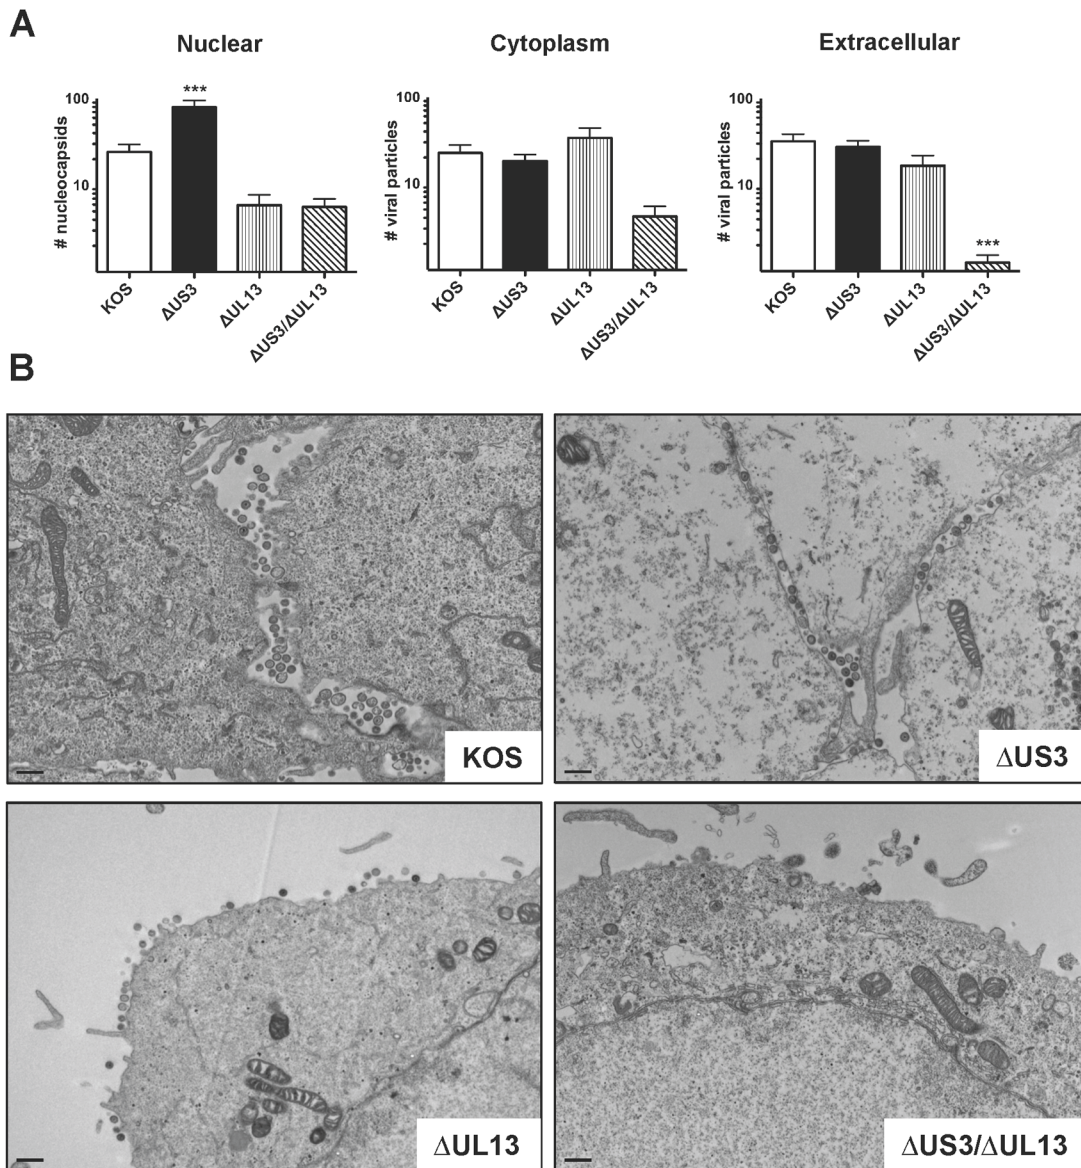 A
Nuclear
Cytoplasm
Extracellular
# nucleocapsids
100
10
***
KOS
ΔUS3
ΔUL13
ΔUS3/ΔUL13
# viral particles
100
10
KOS
ΔUS3
ΔUL13
ΔUS3/ΔUL13
# viral particles
100
10
***
KOS
ΔUS3
ΔUL13
ΔUS3/ΔUL13
B
KOS
ΔUS3
ΔUL13
ΔUS3/ΔUL13